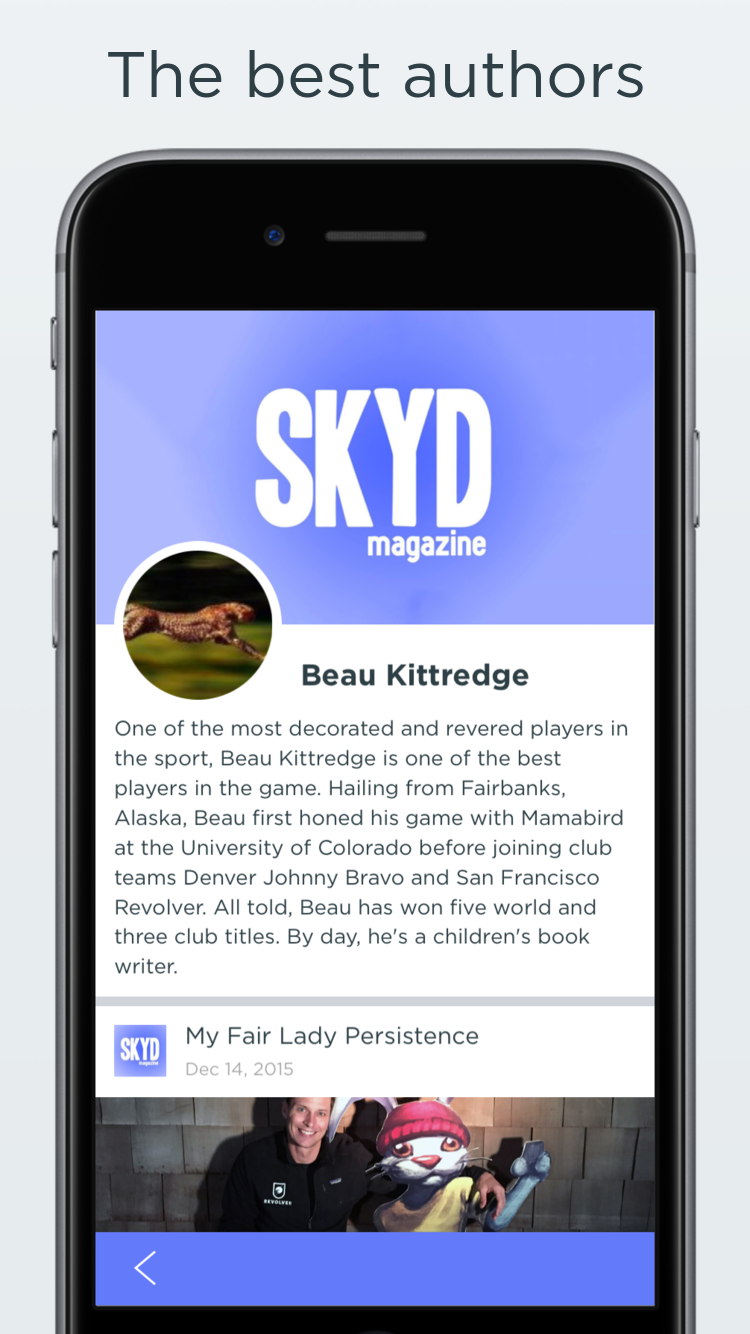 The best authors
SKYD
magazine
Beau Kittredge
One of the most decorated and revered players in
the sport, Beau Kittredge is one of the best
players in the game. Hailing from Fairbanks,
Alaska, Beau first honed his game with Mamabird
at the University of Colorado before joining club
teams Denver Johnny Bravo and San Francisco
Revolver. All told, Beau has won five world and
three club titles. By day, he's a children's book
writer.
SKYD
magazine
My Fair Lady Persistence
Dec 14, 2015
REVOLVER